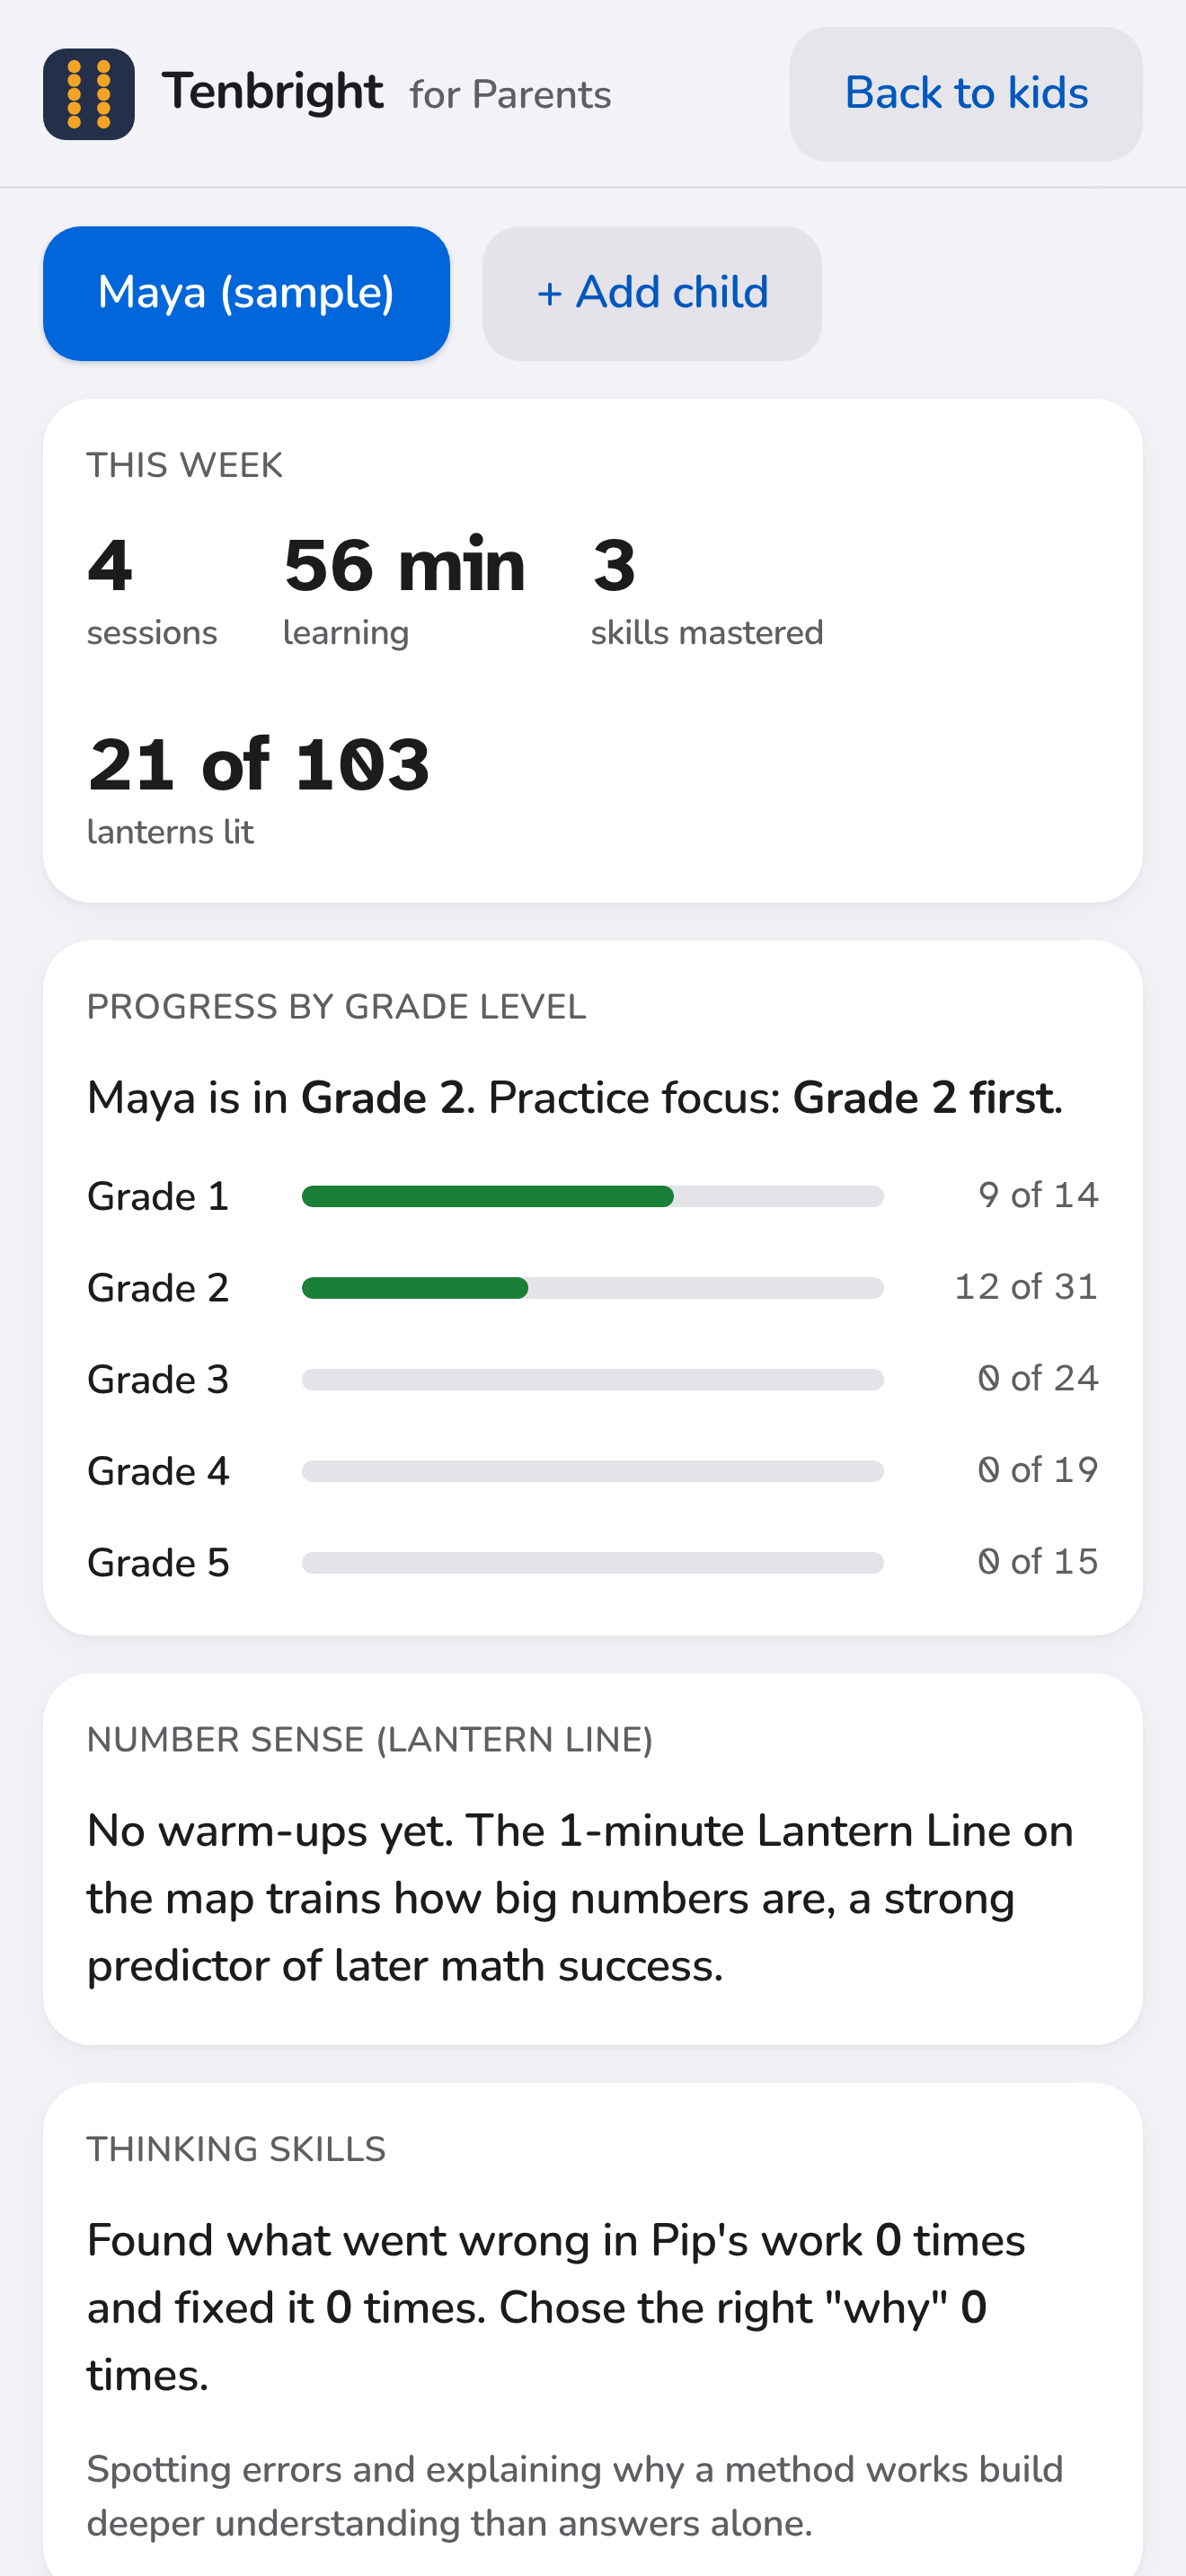 Tenbright for Parents
Back to kids
Maya (sample)
+ Add child
THIS WEEK
4
sessions
56 min
learning
3
skills mastered
21 of 103
lanterns lit
PROGRESS BY GRADE LEVEL
Maya is in Grade 2. Practice focus: Grade 2 first.
Grade 1 9 of 14
Grade 2 12 of 31
Grade 3 0 of 24
Grade 4 0 of 19
Grade 5 0 of 15
NUMBER SENSE (LANTERN LINE)
No warm-ups yet. The 1-minute Lantern Line on
the map trains how big numbers are, a strong
predictor of later math success.
THINKING SKILLS
Found what went wrong in Pip's work 0 times
and fixed it 0 times. Chose the right "why" 0
times.
Spotting errors and explaining why a method works build
deeper understanding than answers alone.